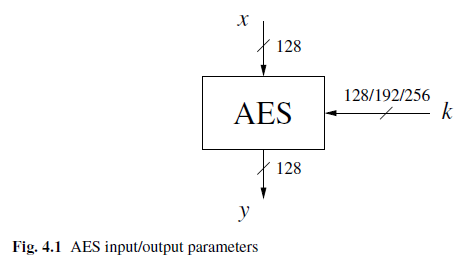 x
128
128/192/256
AES
k
128
y
Fig. 4.1 AES input/output parameters